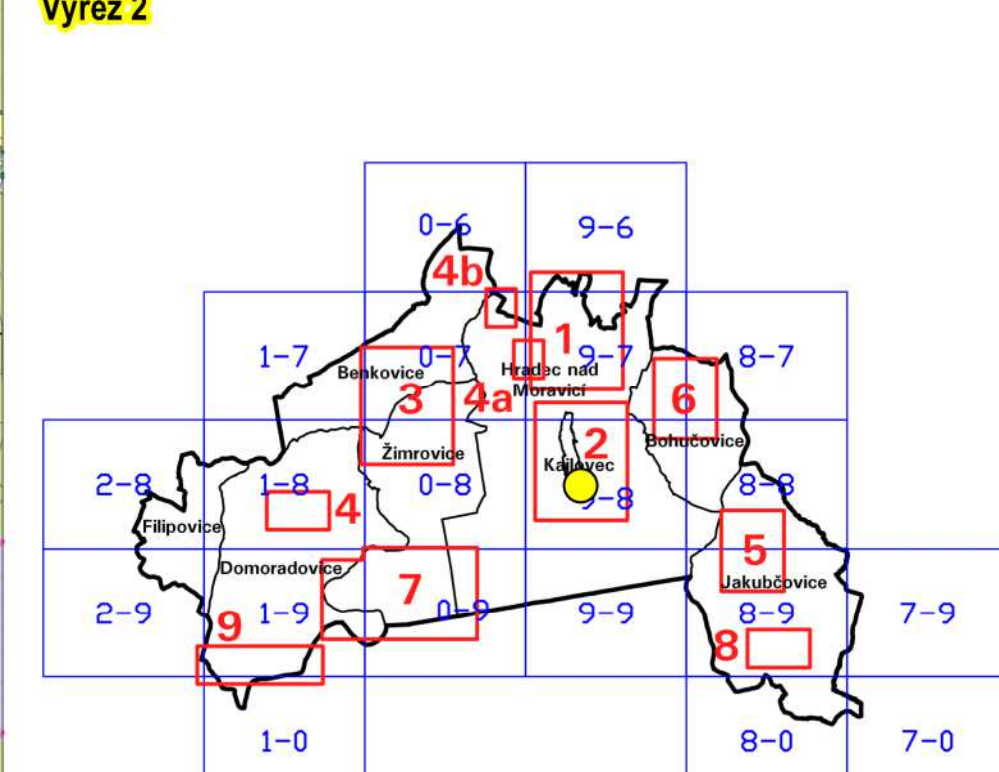 Výřez 2
0-6
9-6
4b
1
1-7
0-7
9-7
8-7
Benkovice
Hradec nad
Moravicí
3
4a
6
2
Bohučovice
Žimrovice
Kajlovec
2-8
1-8
0-8
9-8
8-8
4
Filipovice
5
Domoradovice
7
Jakubčovice
2-9
1-9
0-9
9-9
8-9
7-9
9
8
1-0
8-0
7-0